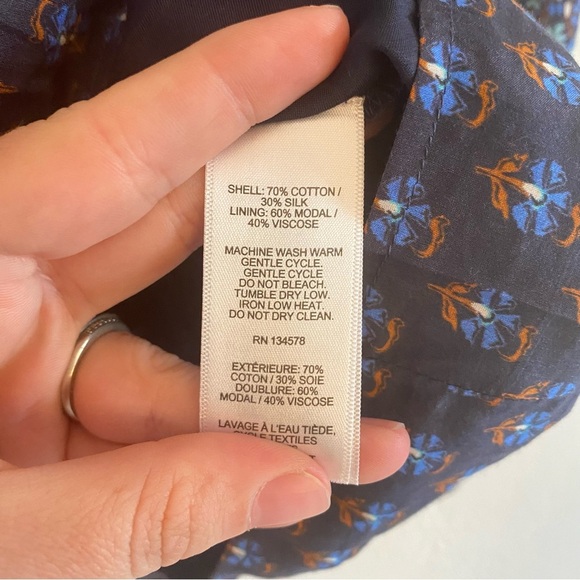 SHELL: 70% COTTON /
30% SILK
LINING: 60% MODAL /
40% VISCOSE
MACHINE WASH WARM
GENTLE CYCLE.
GENTLE CYCLE
DO NOT BLEACH.
TUMBLE DRY LOW.
IRON LOW HEAT.
DO NOT DRY CLEAN.
RN 134578
EXTÉRIEURE: 70%
COTON / 30% SOIE
DOUBLURE: 60%
MODAL / 40% VISCOSE
LAVAGE À L'EAU TIÈDE,
CYCLE TEXTILES